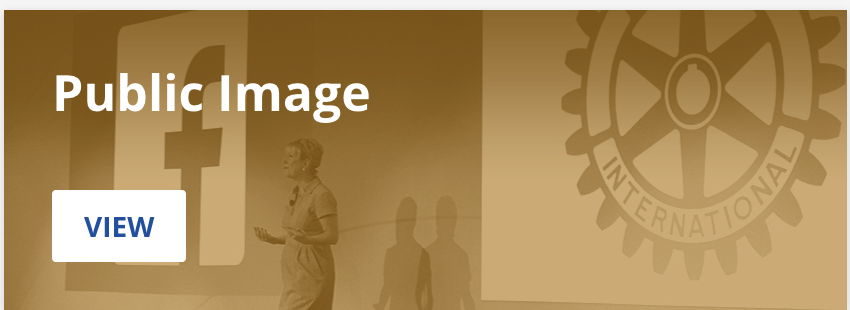 Public Image
VIEW
INTERNATIONAL